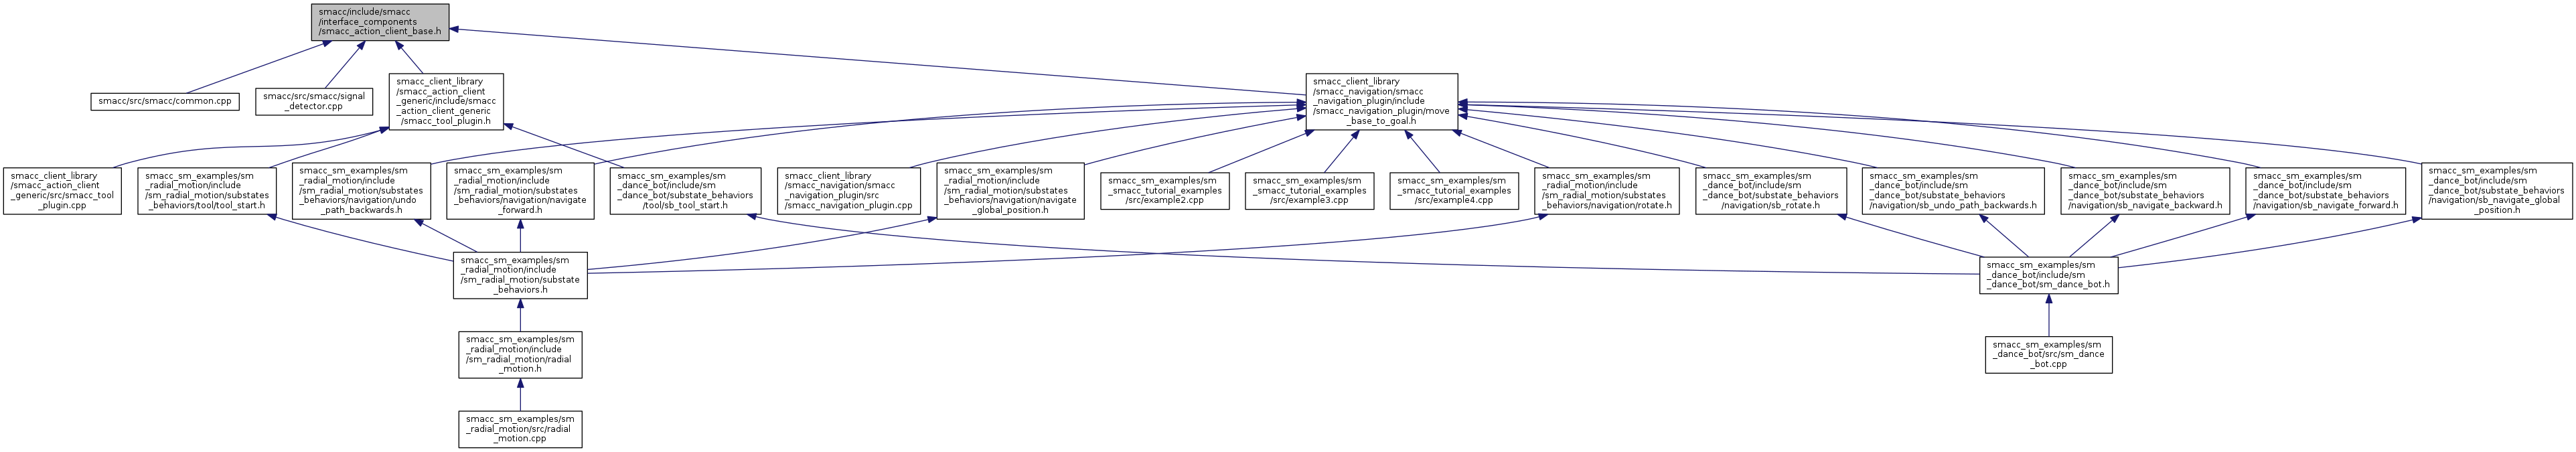 smacc/include/smacc
/interface_components
/smacc_action_client_base.h
smacc/src/smacc/common.cpp
smacc/src/smacc/signal
_detector.cpp
smacc_client_library
/smacc_action_client
_generic/include/smacc
_action_client_generic
/smacc_tool_plugin.h
smacc_client_library
/smacc_navigation/smacc
_navigation_plugin/include
/smacc_navigation_plugin/move
_base_to_goal.h
smacc_client_library
/smacc_action_client
_generic/src/smacc_tool
_plugin.cpp
smacc_sm_examples/sm
_radial_motion/include
/sm_radial_motion/substates
_behaviors/tool/tool_start.h
smacc_sm_examples/sm
_radial_motion/include
/sm_radial_motion/substates
_behaviors/navigation/undo
_path_backwards.h
smacc_sm_examples/sm
_radial_motion/include
/sm_radial_motion/substates
_behaviors/navigation/navigate
_forward.h
smacc_sm_examples/sm
_dance_bot/include/sm
_dance_bot/substate_behaviors
/tool/sb_tool_start.h
smacc_client_library
/smacc_navigation/smacc
_navigation_plugin/src
/smacc_navigation_plugin.cpp
smacc_sm_examples/sm
_radial_motion/include
/sm_radial_motion/substates
_behaviors/navigation/navigate
_global_position.h
smacc_sm_examples/sm
_smacc_tutorial_examples
/src/example2.cpp
smacc_sm_examples/sm
_smacc_tutorial_examples
/src/example3.cpp
smacc_sm_examples/sm
_smacc_tutorial_examples
/src/example4.cpp
smacc_sm_examples/sm
_radial_motion/include
/sm_radial_motion/substates
_behaviors/navigation/rotate.h
smacc_sm_examples/sm
_dance_bot/include/sm
_dance_bot/substate_behaviors
/navigation/sb_rotate.h
smacc_sm_examples/sm
_dance_bot/include/sm
_dance_bot/substate_behaviors
/navigation/sb_undo_path_backwards.h
smacc_sm_examples/sm
_dance_bot/include/sm
_dance_bot/substate_behaviors
/navigation/sb_navigate_backward.h
smacc_sm_examples/sm
_dance_bot/include/sm
_dance_bot/substate_behaviors
/navigation/sb_navigate_forward.h
smacc_sm_examples/sm
_dance_bot/include/sm
_dance_bot/substate_behaviors
/navigation/sb_navigate_global
_position.h
smacc_sm_examples/sm
_radial_motion/include
/sm_radial_motion/substate
_behaviors.h
smacc_sm_examples/sm
_dance_bot/include/sm
_dance_bot/sm_dance_bot.h
smacc_sm_examples/sm
_radial_motion/include
/sm_radial_motion/radial
_motion.h
smacc_sm_examples/sm
_dance_bot/src/sm_dance
_bot.cpp
smacc_sm_examples/sm
_radial_motion/src/radial
_motion.cpp